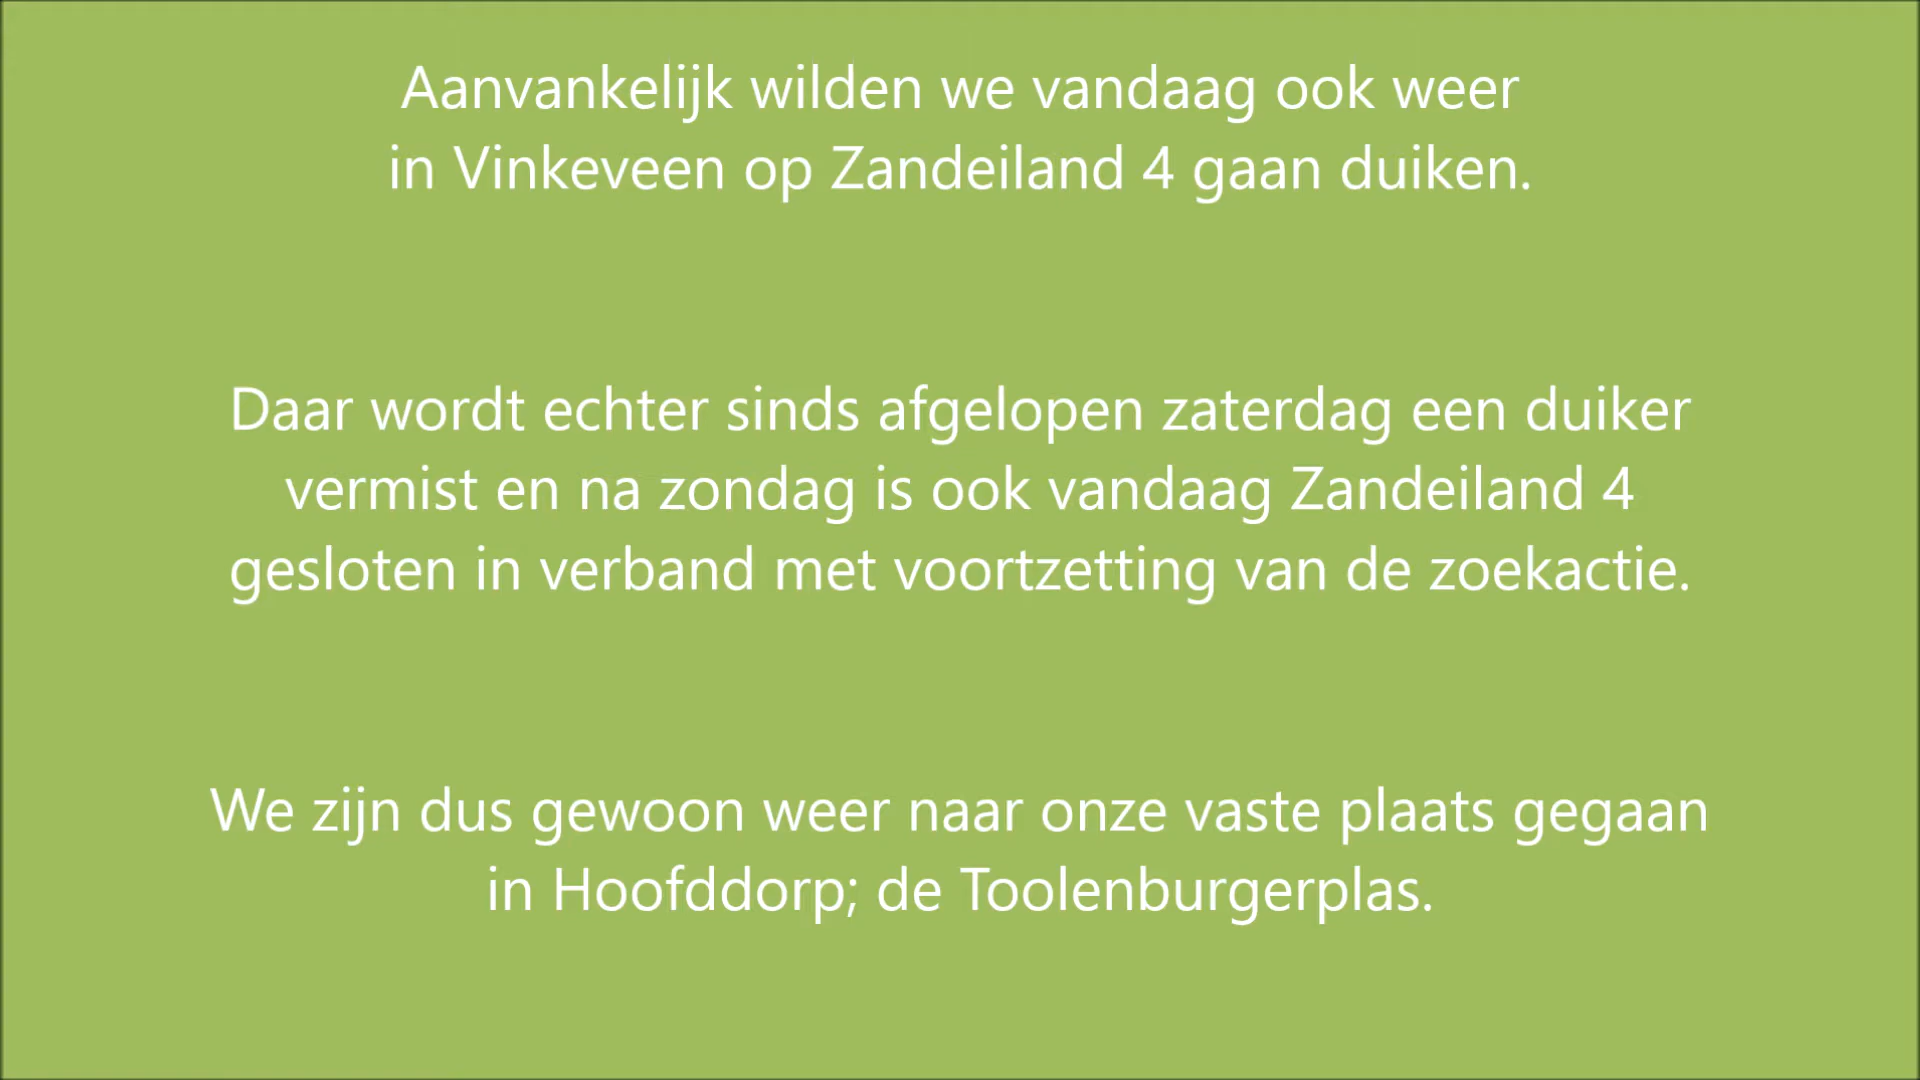 Aanvankelijk wilden we vandaag ook weer
in Vinkeveen op Zandeiland 4 gaan duiken.
Daar wordt echter sinds afgelopen zaterdag een duiker
vermist en na zondag is ook vandaag Zandeiland 4
gesloten in verband met voortzetting van de zoekactie.
We zijn dus gewoon weer naar onze vaste plaats gegaan
in Hoofddorp; de Toolenburgerplas.